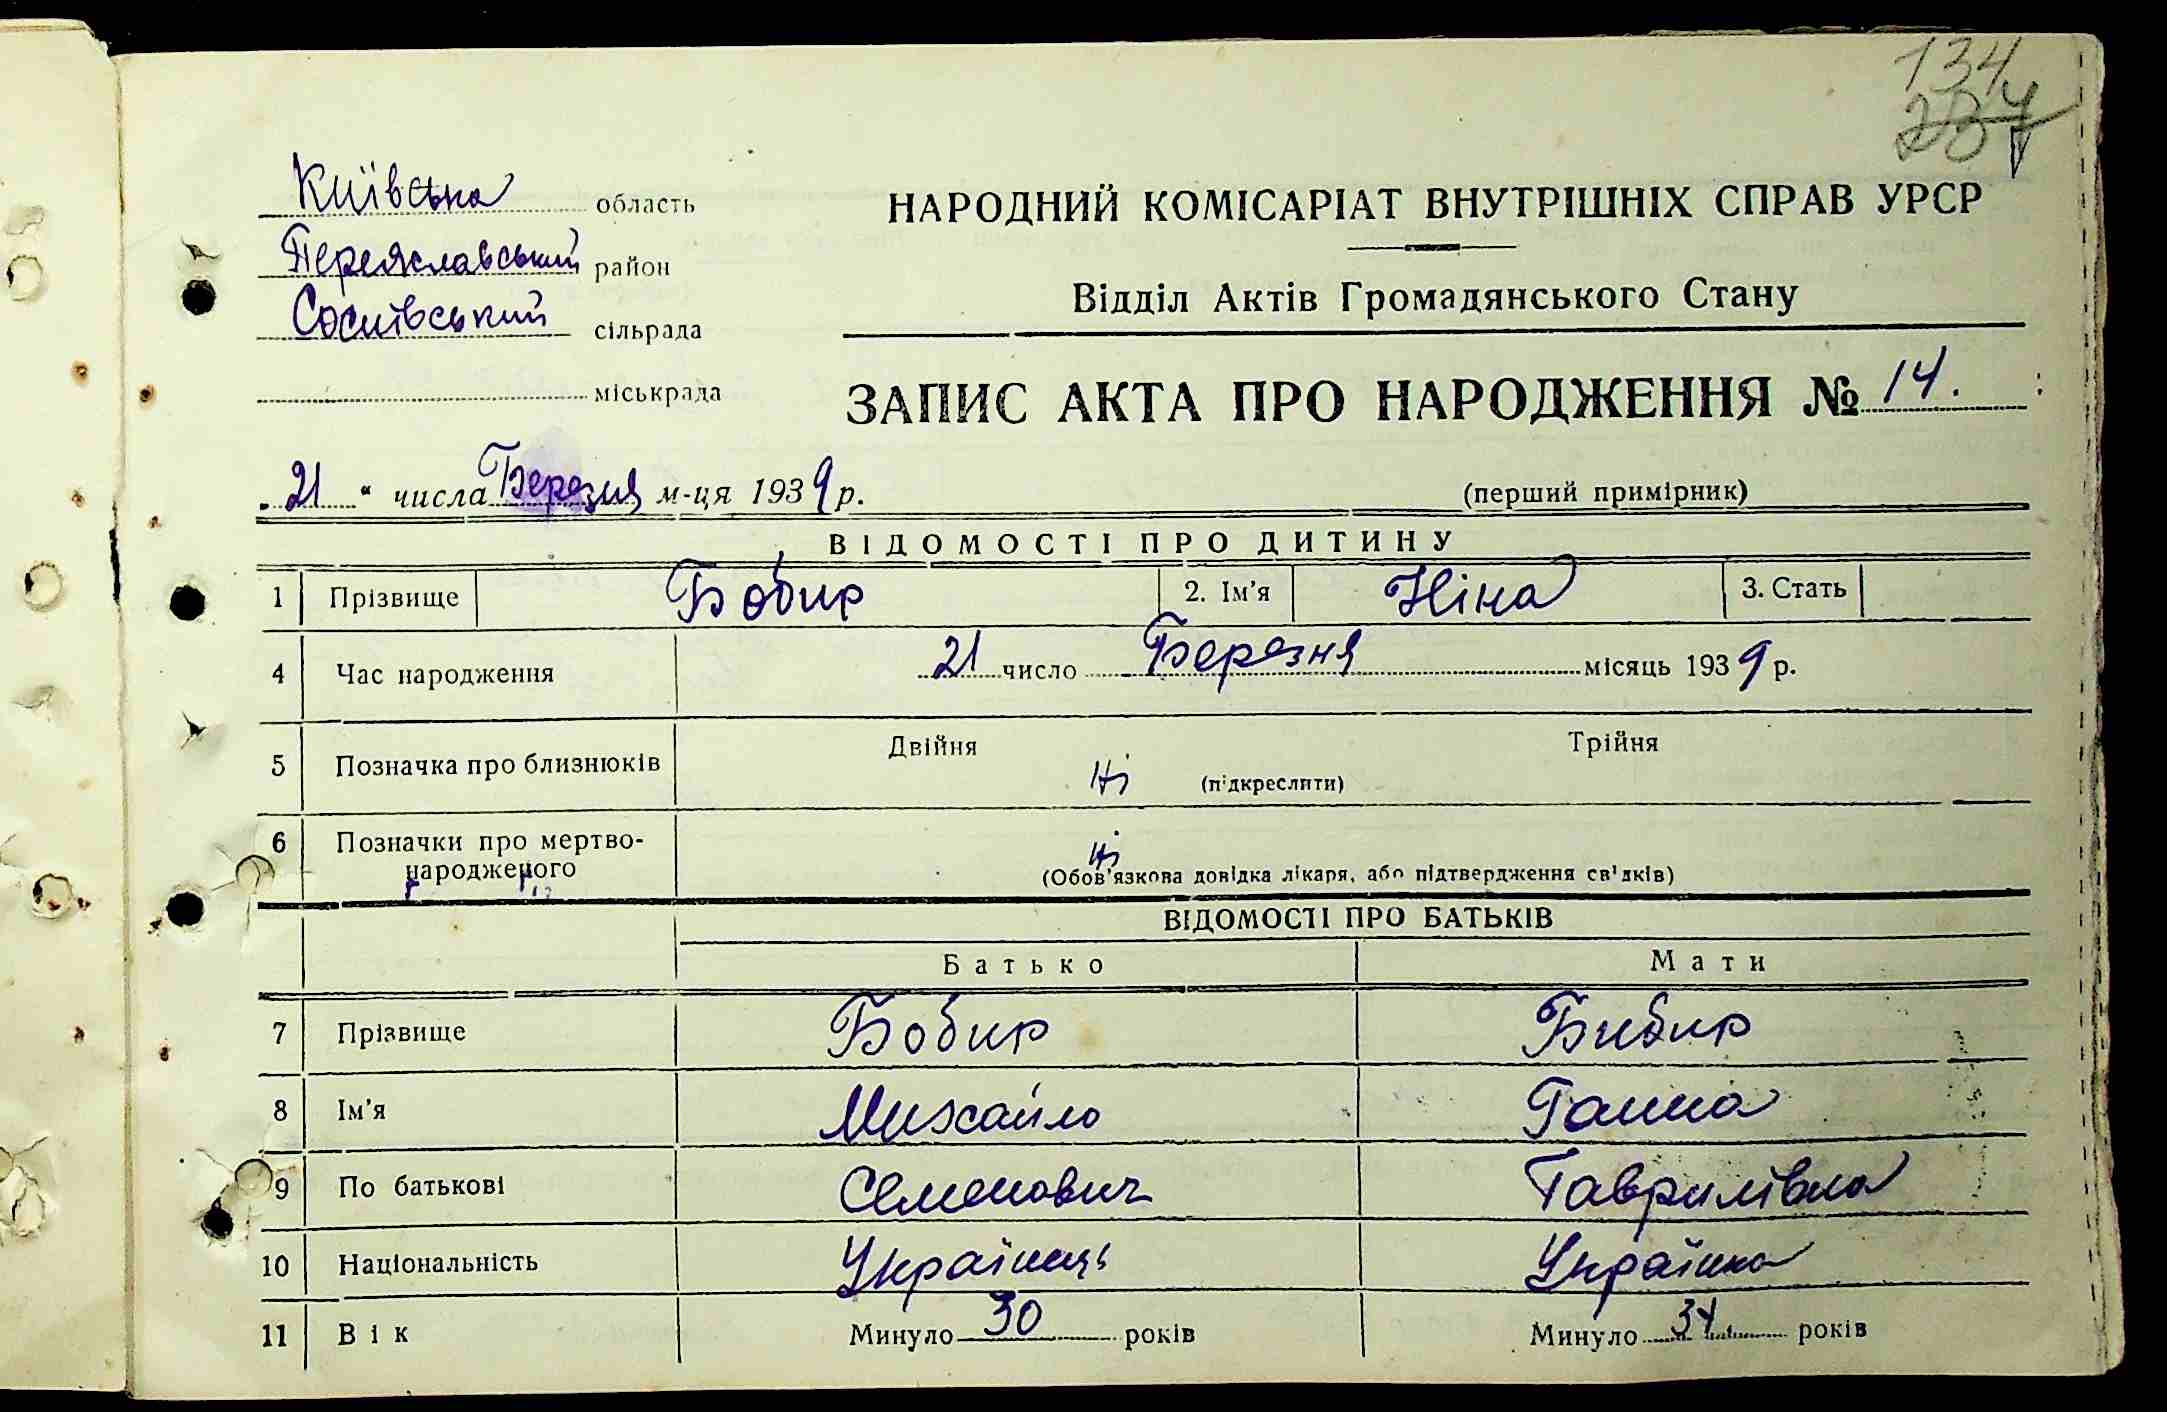 134
234
Київська область
Переяславський район
Соснівський сільрада
міськрада
НАРОДНИЙ КОМІСАРІАТ ВНУТРІШНІХ СПРАВ УРСР
Відділ Актів Громадянського Стану
ЗАПИС АКТА ПРО НАРОДЖЕННЯ № 14.
„21“ числа Березня м-ця 1939 р.
(перший примірник)
ВІДОМОСТІ ПРО ДИТИНУ
1 Прізвище Бобир 2. Ім'я Ніна 3. Стать
4 Час народження 21 число Березня місяць 1939 р.
5 Позначка про близнюків Двійня Трійня
ні (підкреслити)
6 Позначки про мертво-
народженого
ні
(Обов'язкова довідка лікаря, або підтвердження св'дків)
ВІДОМОСТІ ПРО БАТЬКІВ
Батько Мати
7 Прізвище Бобир Бибир
8 Ім'я Михайло Ганна
9 По батькові Семенович Гаврилівна
10 Національність Українець Українка
11 Вік Минуло 30 років Минуло 34 років